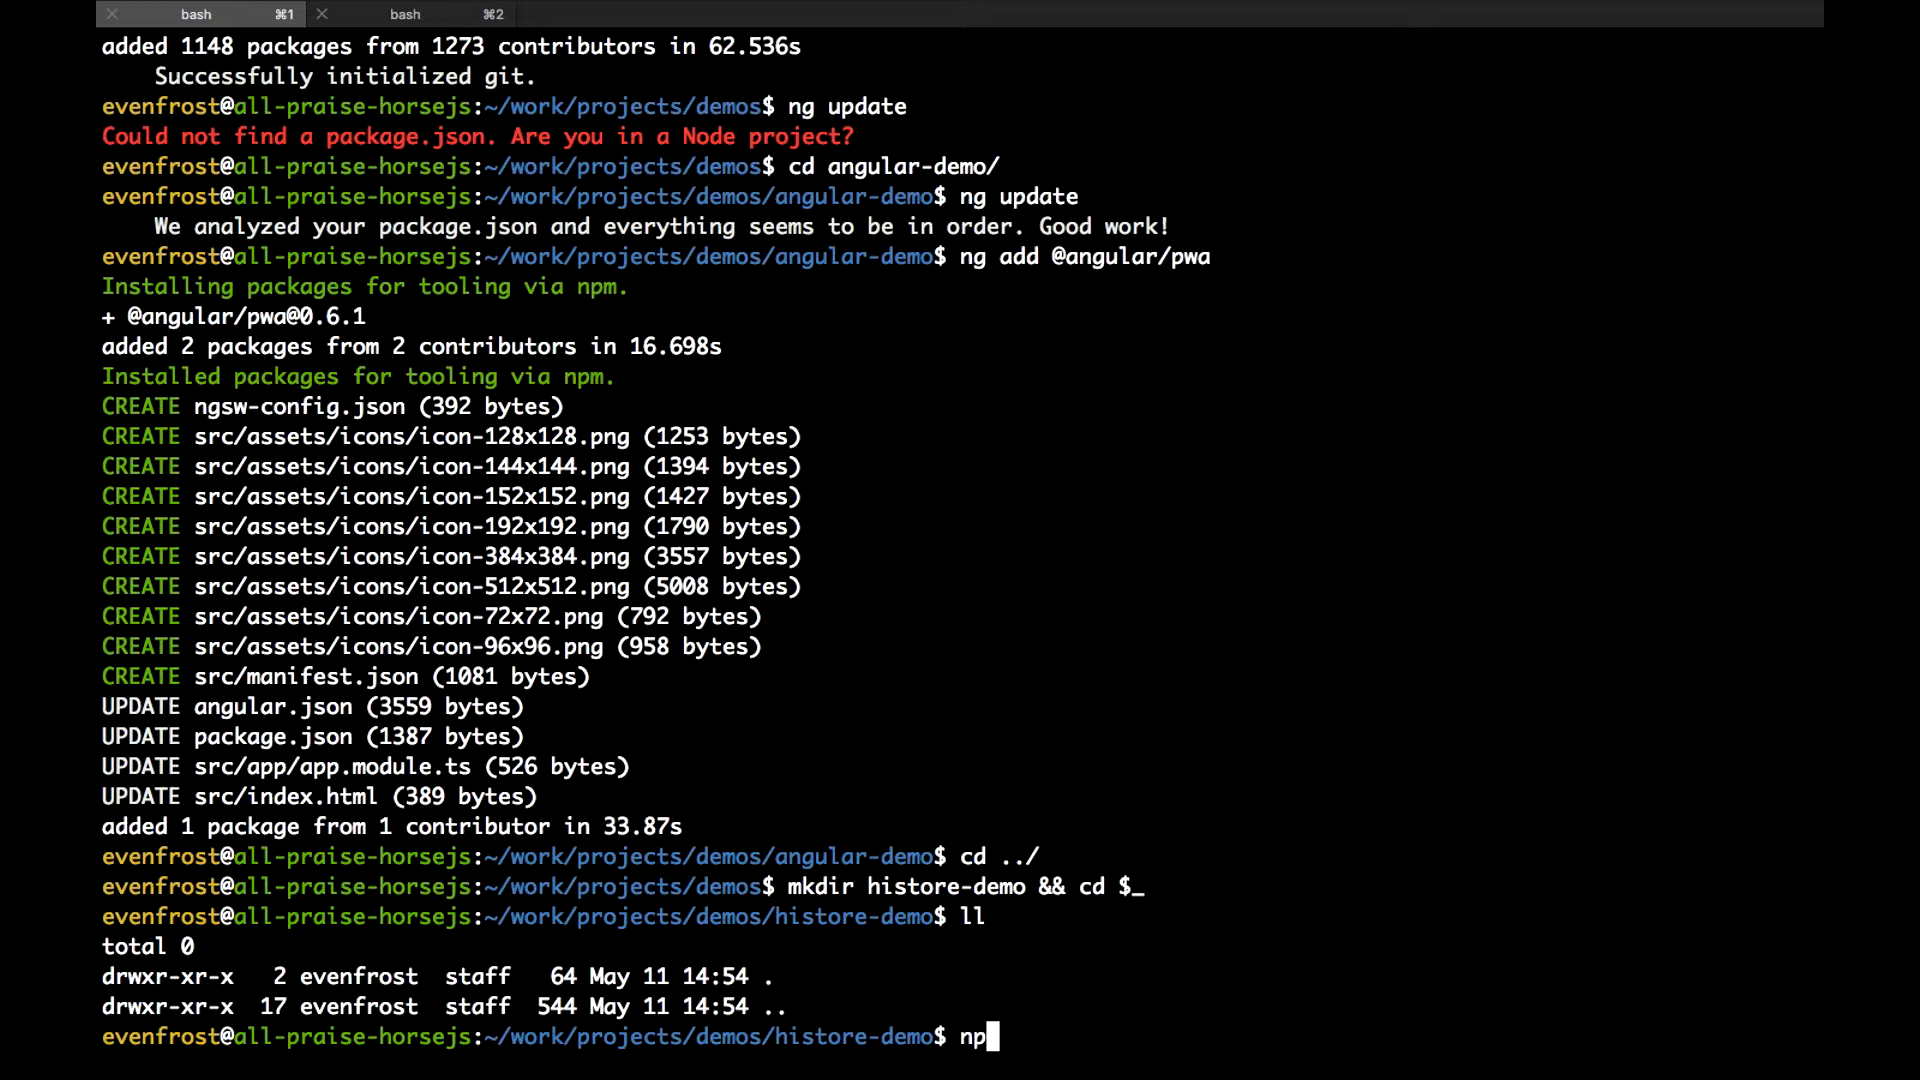 bash ⌘1 bash ⌘2
added 1148 packages from 1273 contributors in 62.536s
Successfully initialized git.
evenfrost@all-praise-horsejs:~/work/projects/demos$ ng update
Could not find a package.json. Are you in a Node project?
evenfrost@all-praise-horsejs:~/work/projects/demos$ cd angular-demo/
evenfrost@all-praise-horsejs:~/work/projects/demos/angular-demo$ ng update
We analyzed your package.json and everything seems to be in order. Good work!
evenfrost@all-praise-horsejs:~/work/projects/demos/angular-demo$ ng add @angular/pwa
Installing packages for tooling via npm.
+ @angular/pwa@0.6.1
added 2 packages from 2 contributors in 16.698s
Installed packages for tooling via npm.
CREATE ngsw-config.json (392 bytes)
CREATE src/assets/icons/icon-128x128.png (1253 bytes)
CREATE src/assets/icons/icon-144x144.png (1394 bytes)
CREATE src/assets/icons/icon-152x152.png (1427 bytes)
CREATE src/assets/icons/icon-192x192.png (1790 bytes)
CREATE src/assets/icons/icon-384x384.png (3557 bytes)
CREATE src/assets/icons/icon-512x512.png (5008 bytes)
CREATE src/assets/icons/icon-72x72.png (792 bytes)
CREATE src/assets/icons/icon-96x96.png (958 bytes)
CREATE src/manifest.json (1081 bytes)
UPDATE angular.json (3559 bytes)
UPDATE package.json (1387 bytes)
UPDATE src/app/app.module.ts (526 bytes)
UPDATE src/index.html (389 bytes)
added 1 package from 1 contributor in 33.87s
evenfrost@all-praise-horsejs:~/work/projects/demos/angular-demo$ cd ../
evenfrost@all-praise-horsejs:~/work/projects/demos$ mkdir histore-demo && cd $_
evenfrost@all-praise-horsejs:~/work/projects/demos/histore-demo$ ll
total 0
drwxr-xr-x 2 evenfrost staff 64 May 11 14:54 .
drwxr-xr-x 17 evenfrost staff 544 May 11 14:54 ..
evenfrost@all-praise-horsejs:~/work/projects/demos/histore-demo$ np